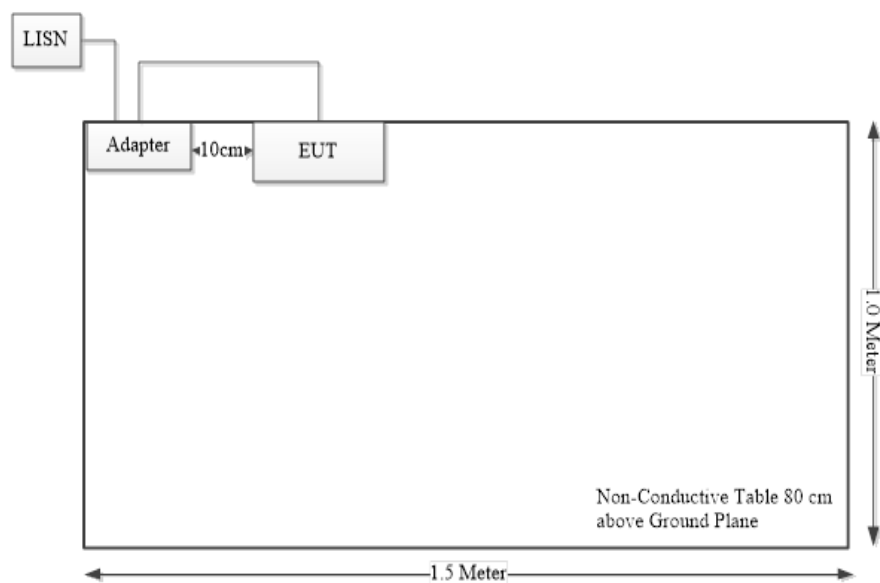 LISN
Adapter
10cm
EUT
1.0 Meter
Non-Conductive Table 80 cm
above Ground Plane
1.5 Meter